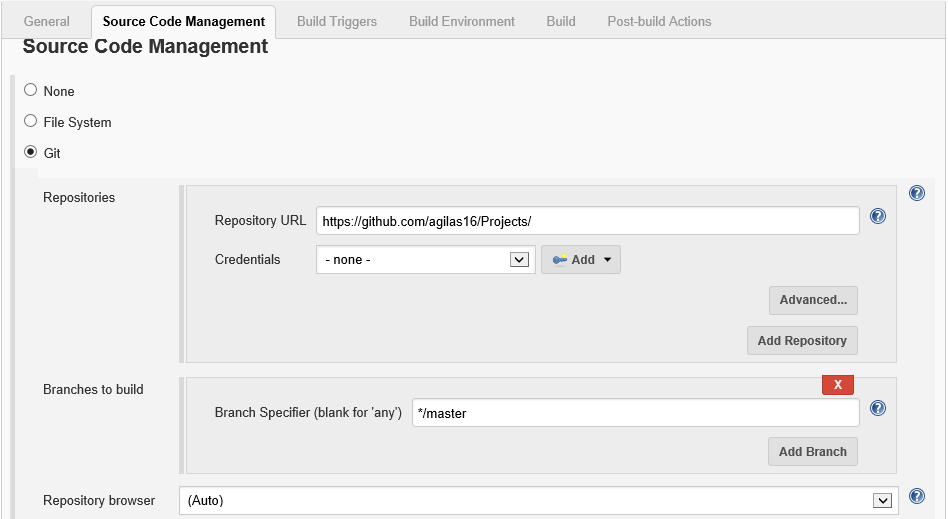 General Source Code Management Build Triggers Build Environment Build Post-build Actions
Source Code Management
None
File System
Git
Repositories
Repository URL https://github.com/agilas16/Projects/
Credentials - none - Add
Advanced...
Add Repository
Branches to build
X
Branch Specifier (blank for 'any') */master
Add Branch
Repository browser (Auto)